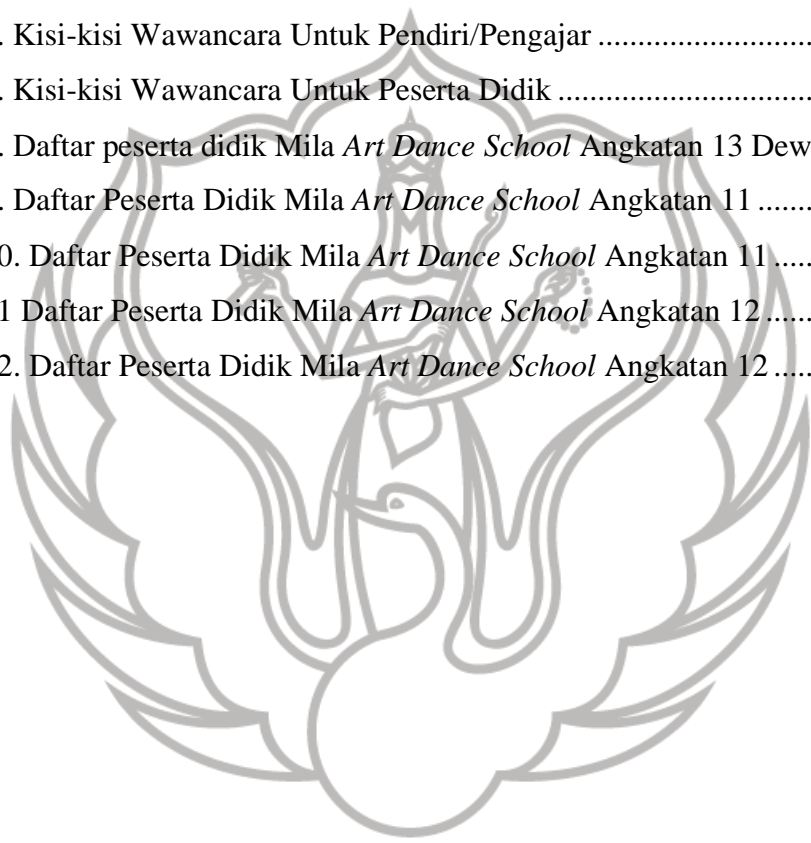 . Kisi-kisi Wawancara Untuk Pendiri/Pengajar ..........................
. Kisi-kisi Wawancara Untuk Peserta Didik ...............................
. Daftar peserta didik Mila Art Dance School Angkatan 13 Dew
. Daftar Peserta Didik Mila Art Dance School Angkatan 11 .......
0. Daftar Peserta Didik Mila Art Dance School Angkatan 11 .....
1 Daftar Peserta Didik Mila Art Dance School Angkatan 12 ......
2. Daftar Peserta Didik Mila Art Dance School Angkatan 12 .....